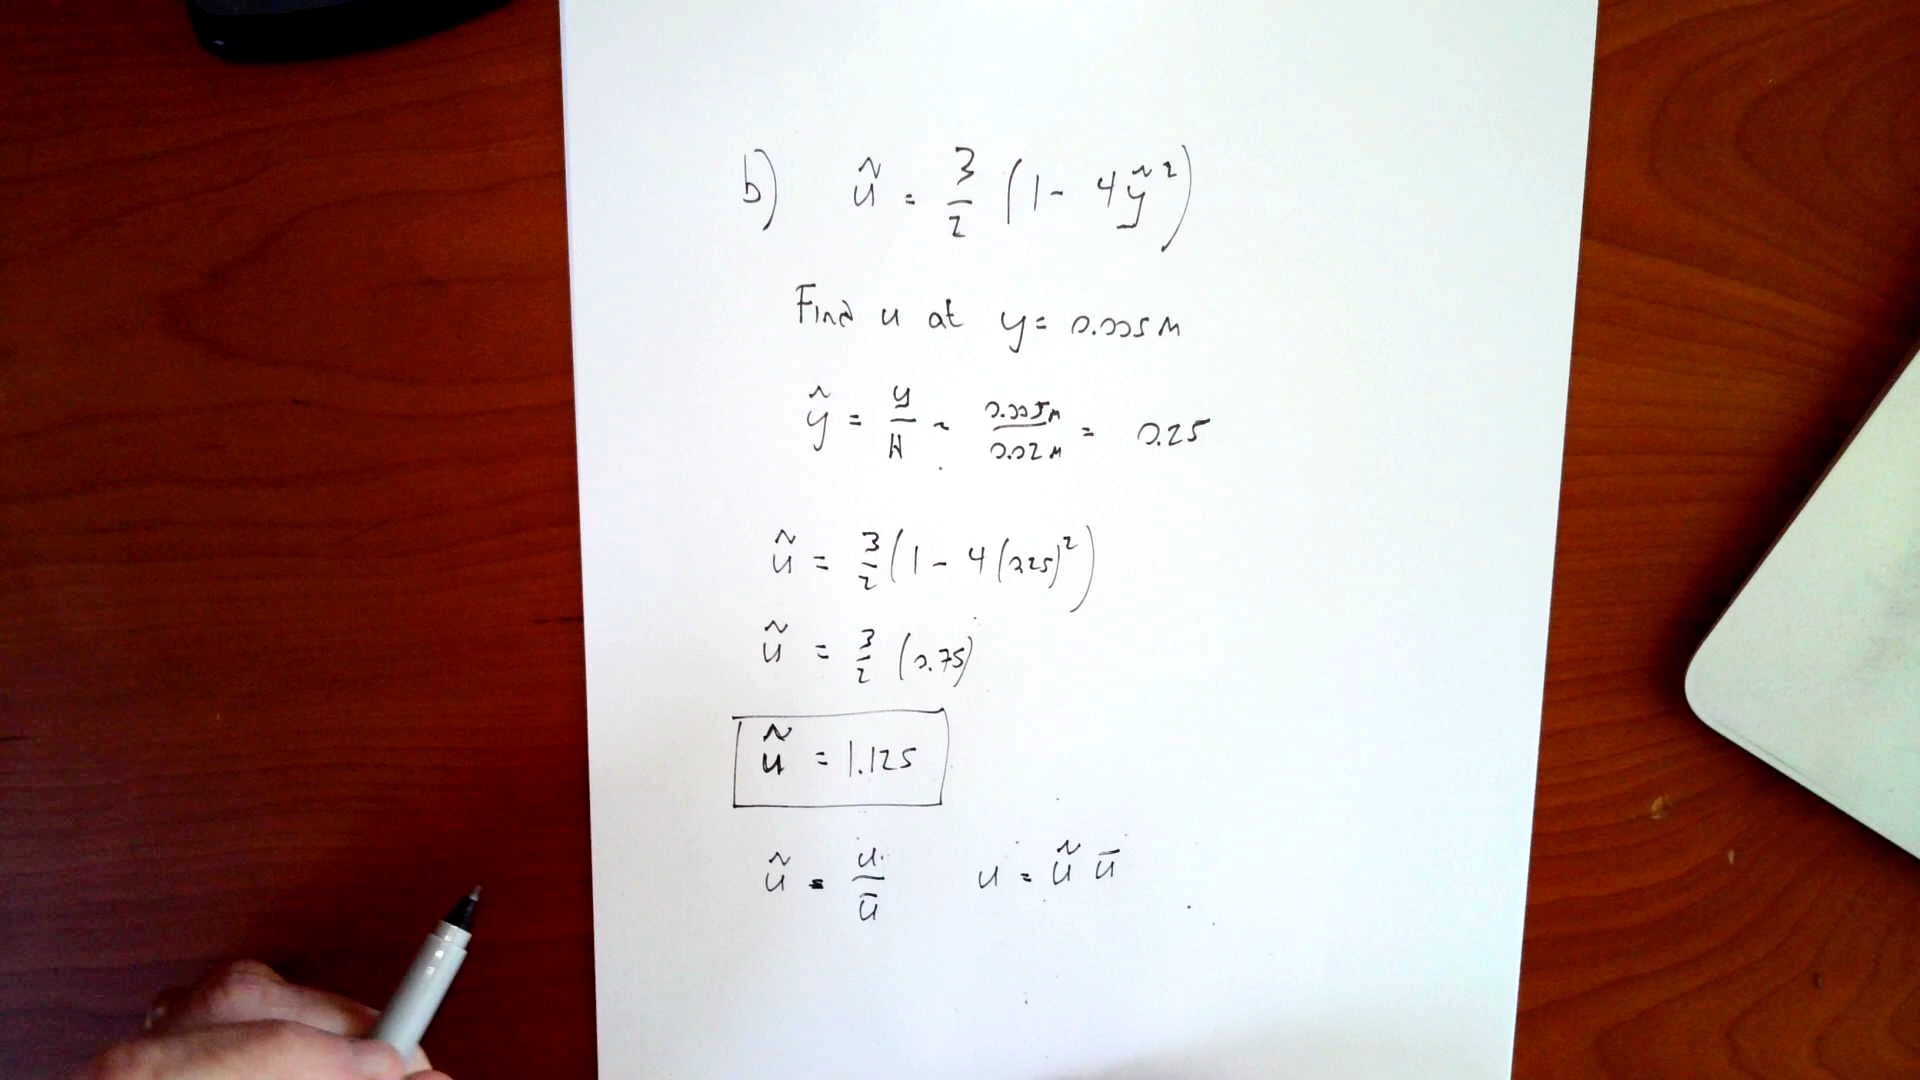 b) ũ = 3/2 (1 - 4ỹ²)
Find u at y = 0.005 M
ỹ = y/H = 0.005M/0.02M = 0.25
ũ = 3/2 (1 - 4(0.25)²)
ũ = 3/2 (0.75)
ũ = 1.125
ũ = u/ū u = ũ ū